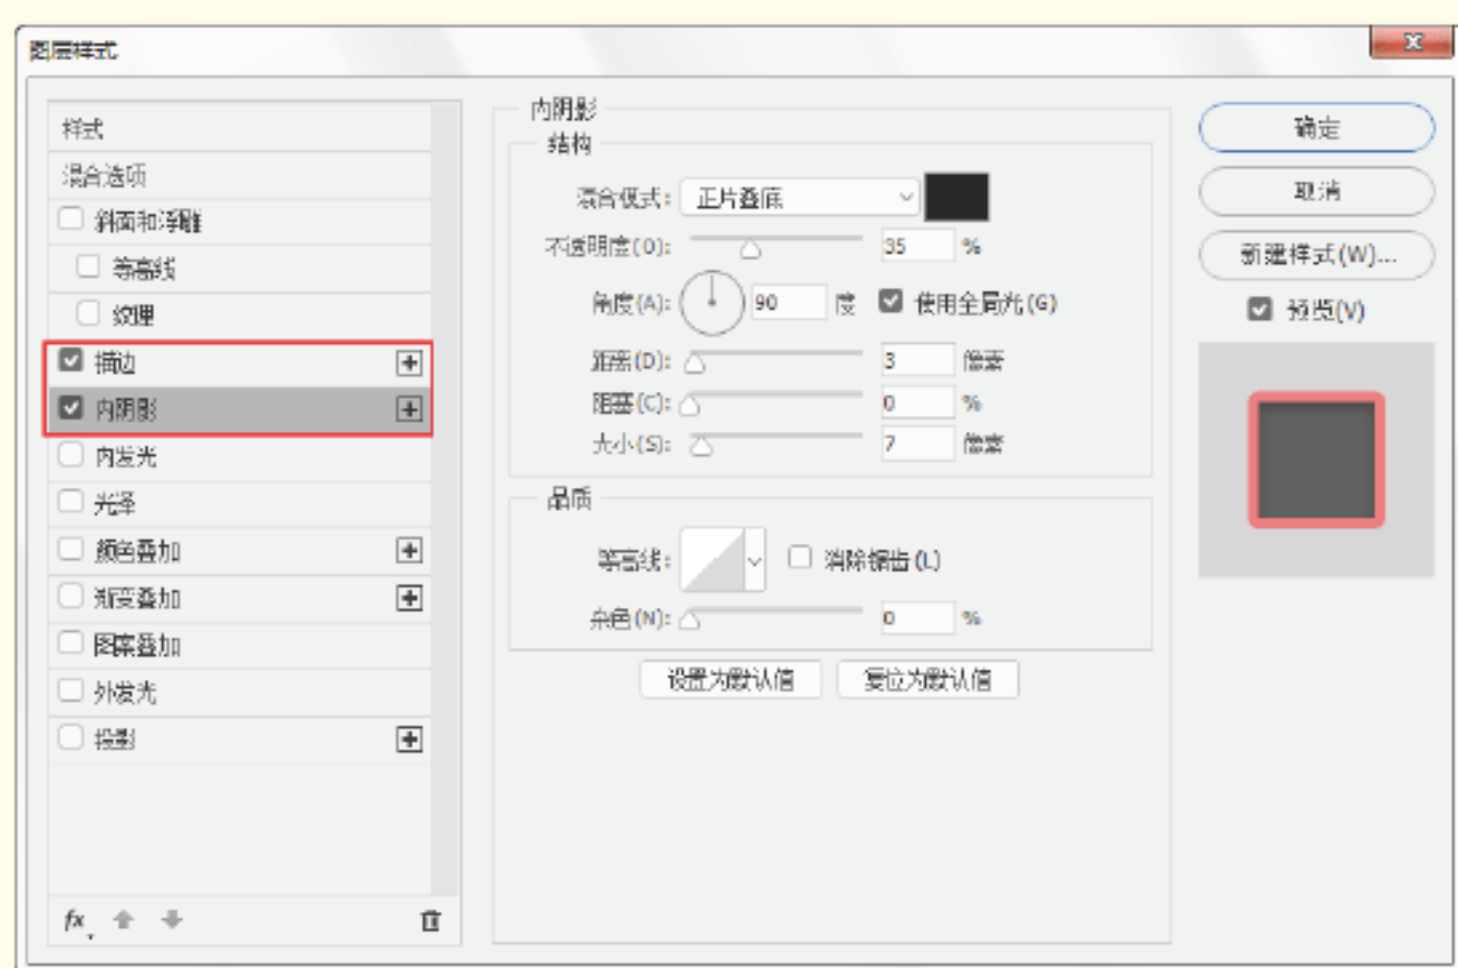 图层样式
样式
混合选项
斜面和浮雕
等高线
纹理
描边
内阴影
内发光
光泽
颜色叠加
渐变叠加
图案叠加
外发光
投影
fx
内阴影
结构
混合模式: 正片叠底
不透明度(O): 35 %
角度(A): 90 度 使用全局光(G)
距离(D): 3 像素
阻塞(C): 0 %
大小(S): 7 像素
品质
等高线: 消除锯齿(L)
杂色(N): 0 %
设置为默认值 复位为默认值
确定
取消
新建样式(W)...
预览(V)